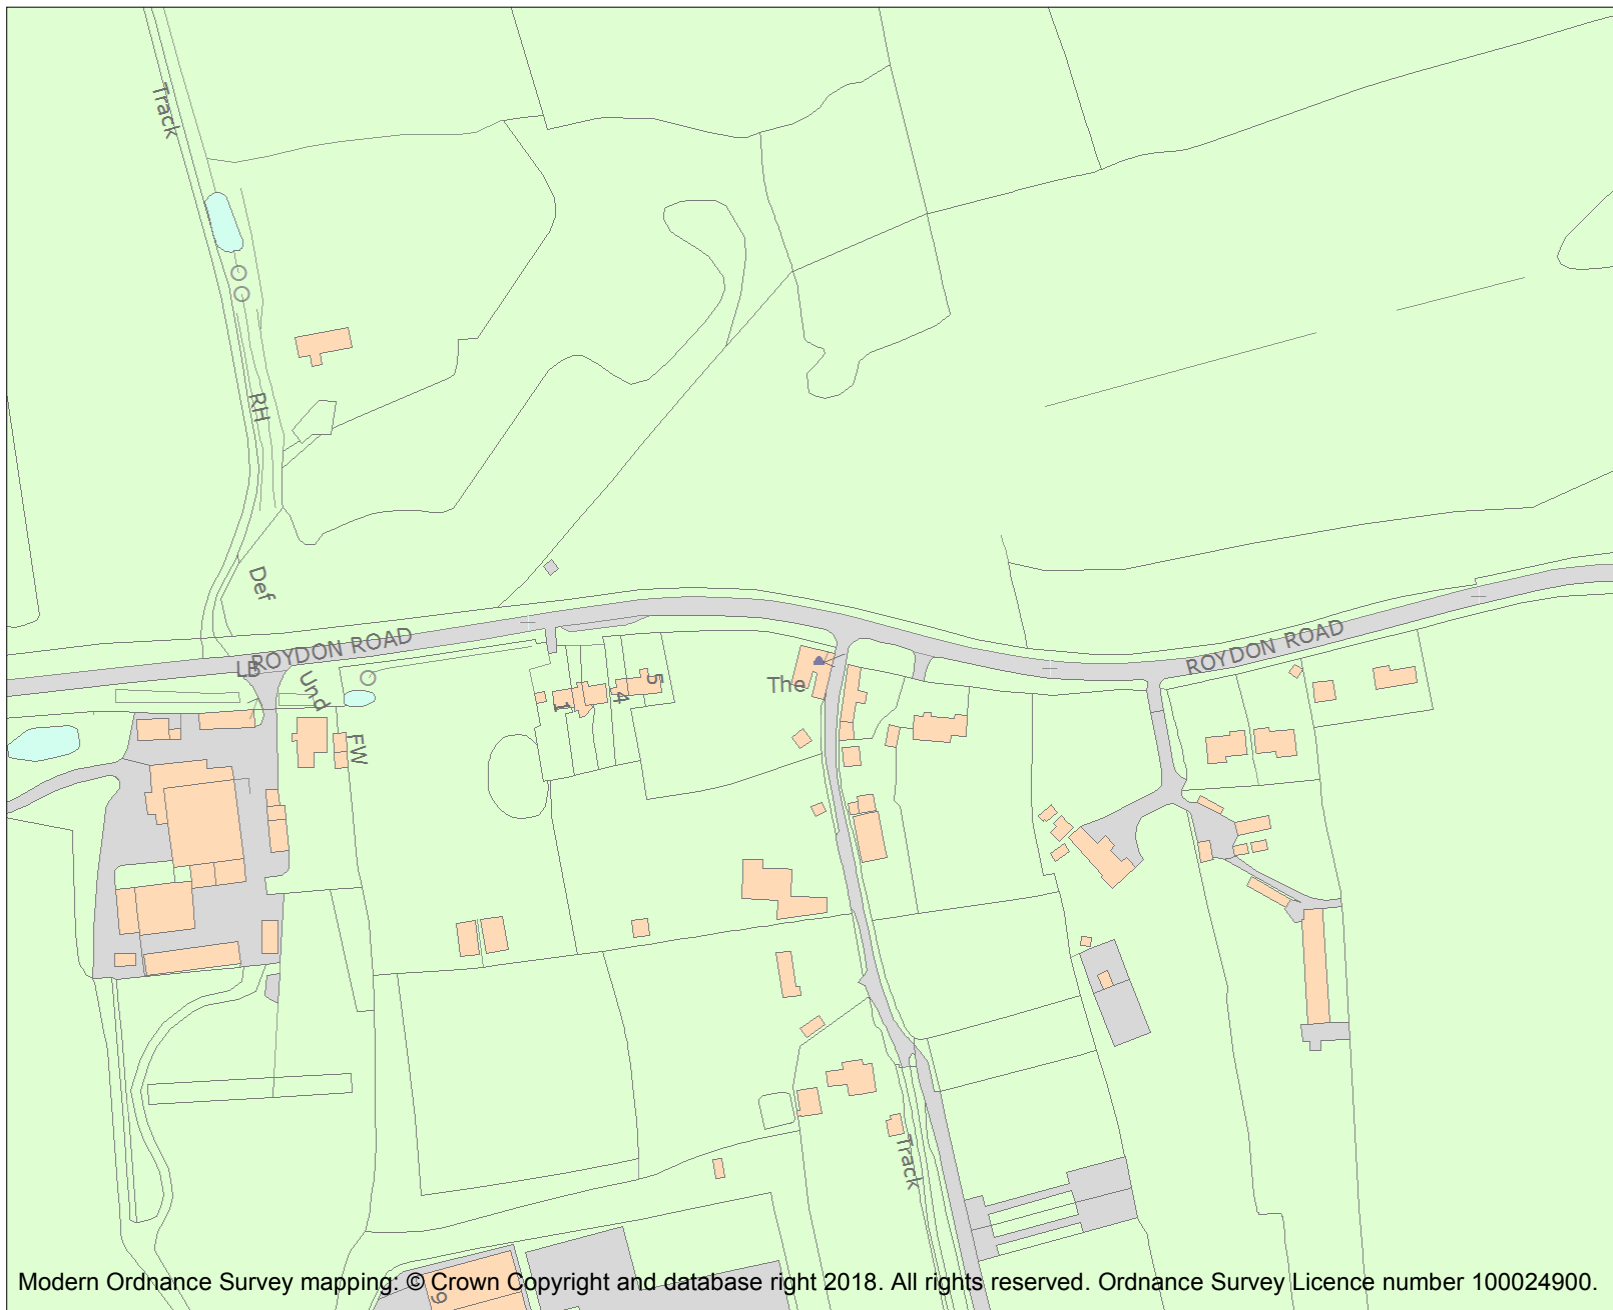 Track
RH
Def
ROYDON ROAD
LB
ROYDON ROAD
Und
The
5
4
1
FW
Track
9
Modern Ordnance Survey mapping: © Crown Copyright and database right 2018. All rights reserved. Ordnance Survey Licence number 100024900.